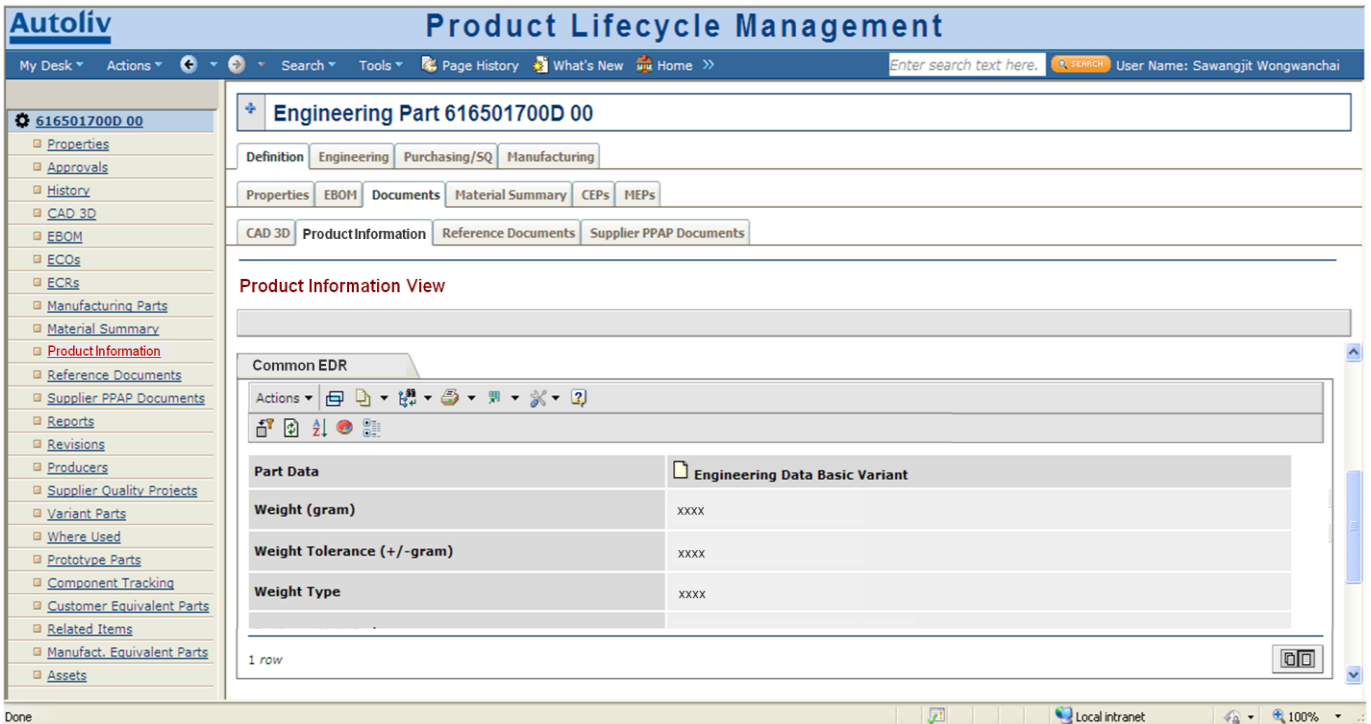 Autoliv
Product Lifecycle Management
My Desk Actions Search Tools Page History What's New Home Enter search text here. SEARCH User Name: Sawangjit Wongwanchai
616501700D 00
Properties
Approvals
History
CAD 3D
EBOM
ECOs
ECRs
Manufacturing Parts
Material Summary
Product Information
Reference Documents
Supplier PPAP Documents
Reports
Revisions
Producers
Supplier Quality Projects
Variant Parts
Where Used
Prototype Parts
Component Tracking
Customer Equivalent Parts
Related Items
Manufact. Equivalent Parts
Assets
Engineering Part 616501700D 00
Definition Engineering Purchasing/SQ Manufacturing
Properties EBOM Documents Material Summary CEPs MEPs
CAD 3D Product Information Reference Documents Supplier PPAP Documents
Product Information View
Common EDR
Actions
Part Data Engineering Data Basic Variant
Weight (gram) xxxx
Weight Tolerance (+/-gram) xxxx
Weight Type xxxx
1 row
Done Local intranet 100%